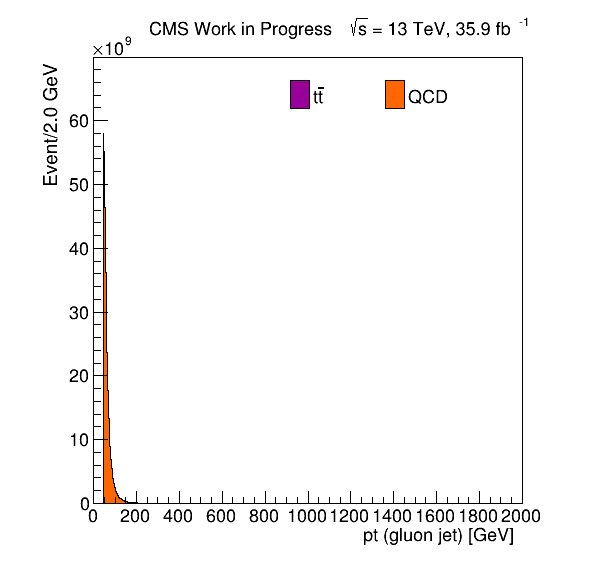 CMS Work in Progress √s = 13 TeV, 35.9 fb⁻¹
×10⁹
Event/2.0 GeV
tt̄
QCD
60
50
40
30
20
10
0
0 200 400 600 800 1000 1200 1400 1600 1800 2000
pt (gluon jet) [GeV]